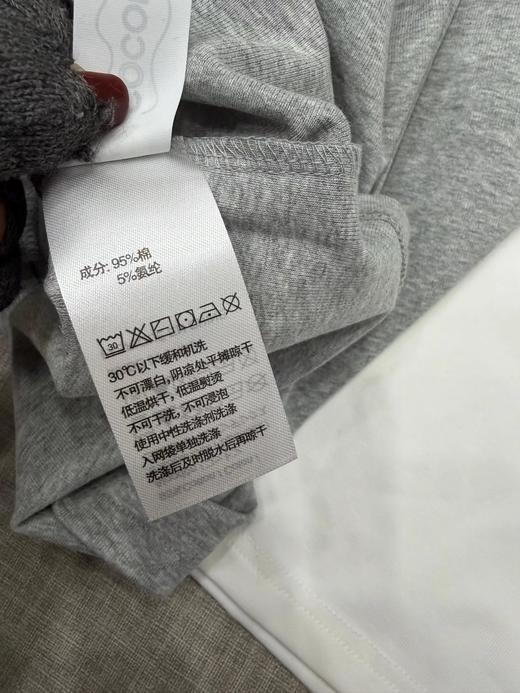 成分: 95%棉
5%氨纶
30
30℃以下缓和机洗
不可漂白, 阴凉处平摊晾干
低温烘干, 低温熨烫
不可干洗, 不可浸泡
使用中性洗涤剂洗涤
入网袋单独洗涤
洗涤后及时脱水后再晾干